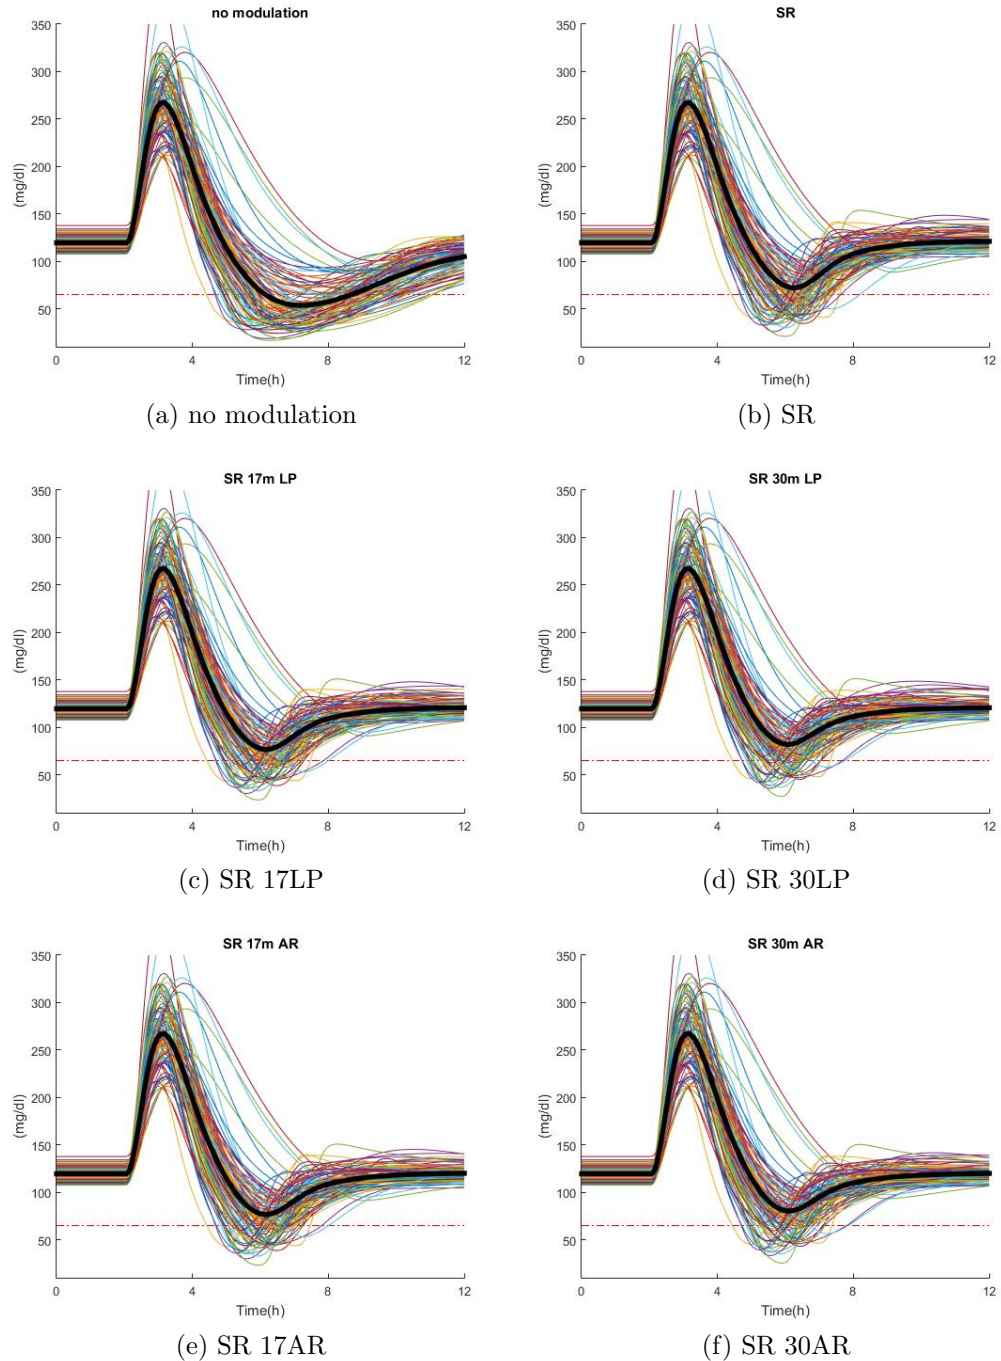 no modulation
SR
350
300
250
200
150
100
50
(mg/dl)
0
4
8
12
Time(h)
350
300
250
200
150
100
50
(mg/dl)
0
4
8
12
Time(h)
(a) no modulation
(b) SR
SR 17m LP
SR 30m LP
350
300
250
200
150
100
50
(mg/dl)
0
4
8
12
Time(h)
350
300
250
200
150
100
50
(mg/dl)
0
4
8
12
Time(h)
(c) SR 17LP
(d) SR 30LP
SR 17m AR
SR 30m AR
350
300
250
200
150
100
50
(mg/dl)
0
4
8
12
Time(h)
350
300
250
200
150
100
50
(mg/dl)
0
4
8
12
Time(h)
(e) SR 17AR
(f) SR 30AR